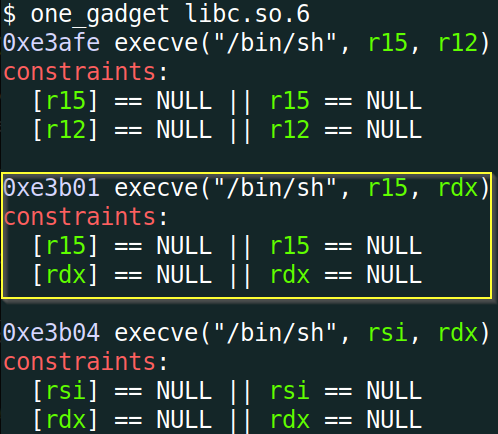 $ one_gadget libc.so.6
0xe3afe execve("/bin/sh", r15, r12)
constraints:
  [r15] == NULL || r15 == NULL
  [r12] == NULL || r12 == NULL

0xe3b01 execve("/bin/sh", r15, rdx)
constraints:
  [r15] == NULL || r15 == NULL
  [rdx] == NULL || rdx == NULL

0xe3b04 execve("/bin/sh", rsi, rdx)
constraints:
  [rsi] == NULL || rsi == NULL
  [rdx] == NULL || rdx == NULL